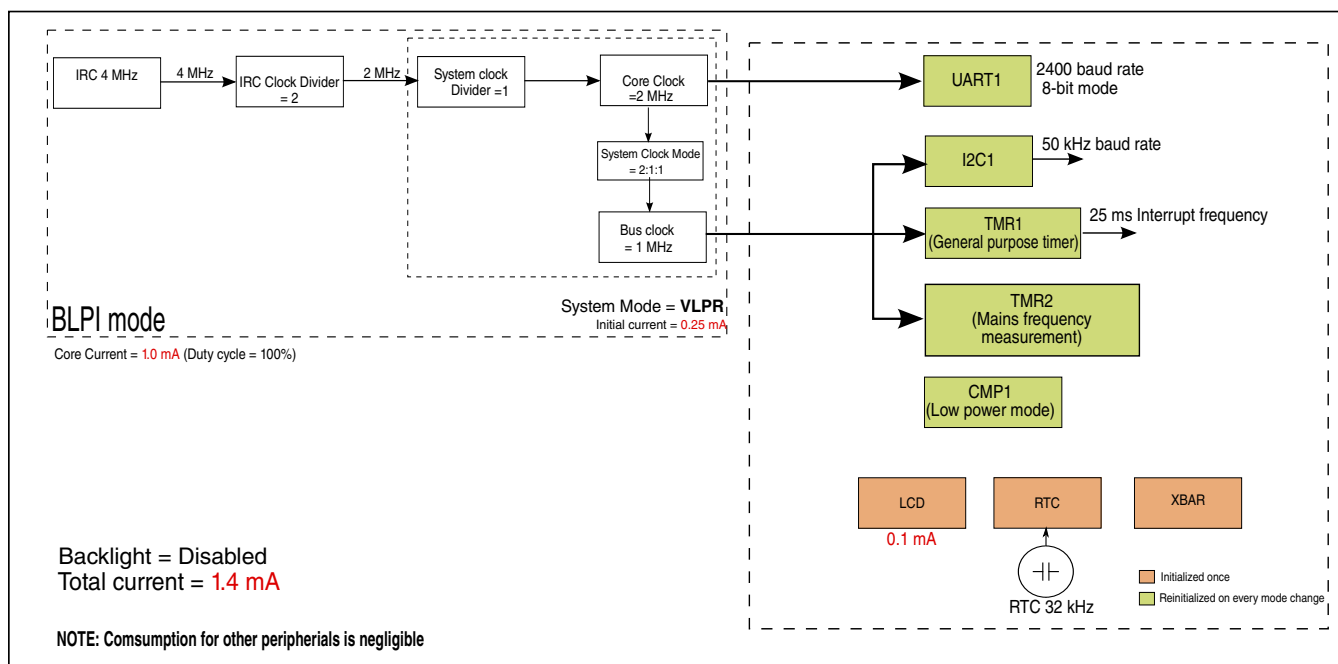 IRC 4 MHz
4 MHz
IRC Clock Divider
= 2
2 MHz
System clock
Divider =1
Core Clock
=2 MHz
System Clock Mode
= 2:1:1
Bus clock
= 1 MHz
BLPI mode
System Mode = VLPR
Initial current = 0.25 mA
Core Current = 1.0 mA (Duty cycle = 100%)
UART1
2400 baud rate
8-bit mode
I2C1
50 kHz baud rate
TMR1
(General purpose timer)
25 ms Interrupt frequency
TMR2
(Mains frequency
measurement)
CMP1
(Low power mode)
LCD
0.1 mA
RTC
XBAR
RTC 32 kHz
Initialized once
Reinitialized on every mode change
Backlight = Disabled
Total current = 1.4 mA
NOTE: Comsumption for other peripherials is negligible